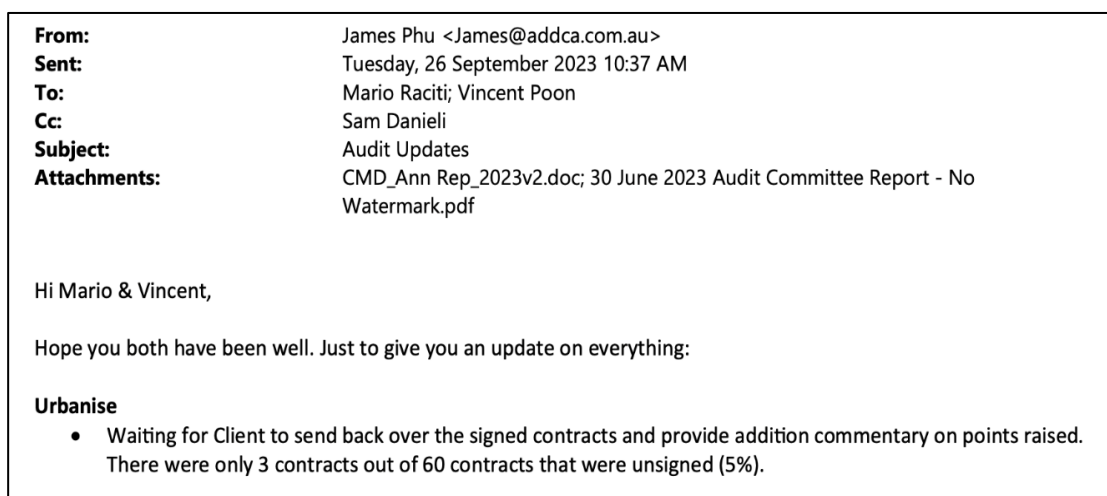 From: James Phu <James@addca.com.au>
Sent: Tuesday, 26 September 2023 10:37 AM
To: Mario Raciti; Vincent Poon
Cc: Sam Danieli
Subject: Audit Updates
Attachments: CMD_Ann Rep_2023v2.doc; 30 June 2023 Audit Committee Report - No
Watermark.pdf
Hi Mario & Vincent,
Hope you both have been well. Just to give you an update on everything:
Urbanise
• Waiting for Client to send back over the signed contracts and provide addition commentary on points raised.
There were only 3 contracts out of 60 contracts that were unsigned (5%).